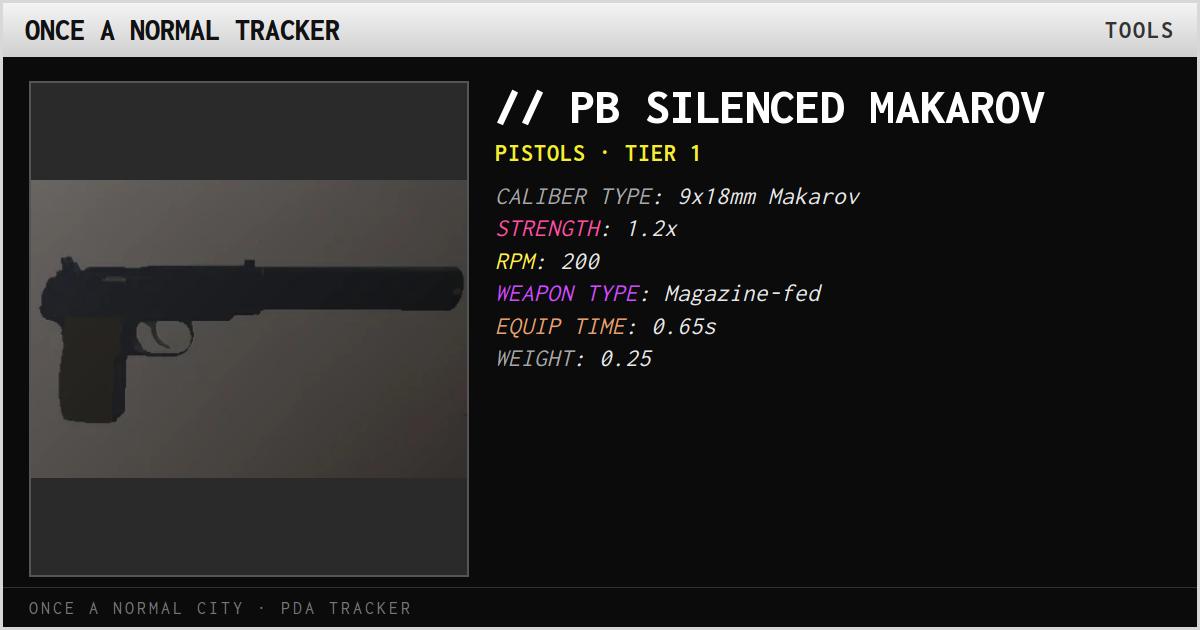 ONCE A NORMAL TRACKER
TOOLS
// PB SILENCED MAKAROV
PISTOLS · TIER 1
CALIBER TYPE: 9x18mm Makarov
STRENGTH: 1.2x
RPM: 200
WEAPON TYPE: Magazine-fed
EQUIP TIME: 0.65s
WEIGHT: 0.25
ONCE A NORMAL CITY · PDA TRACKER